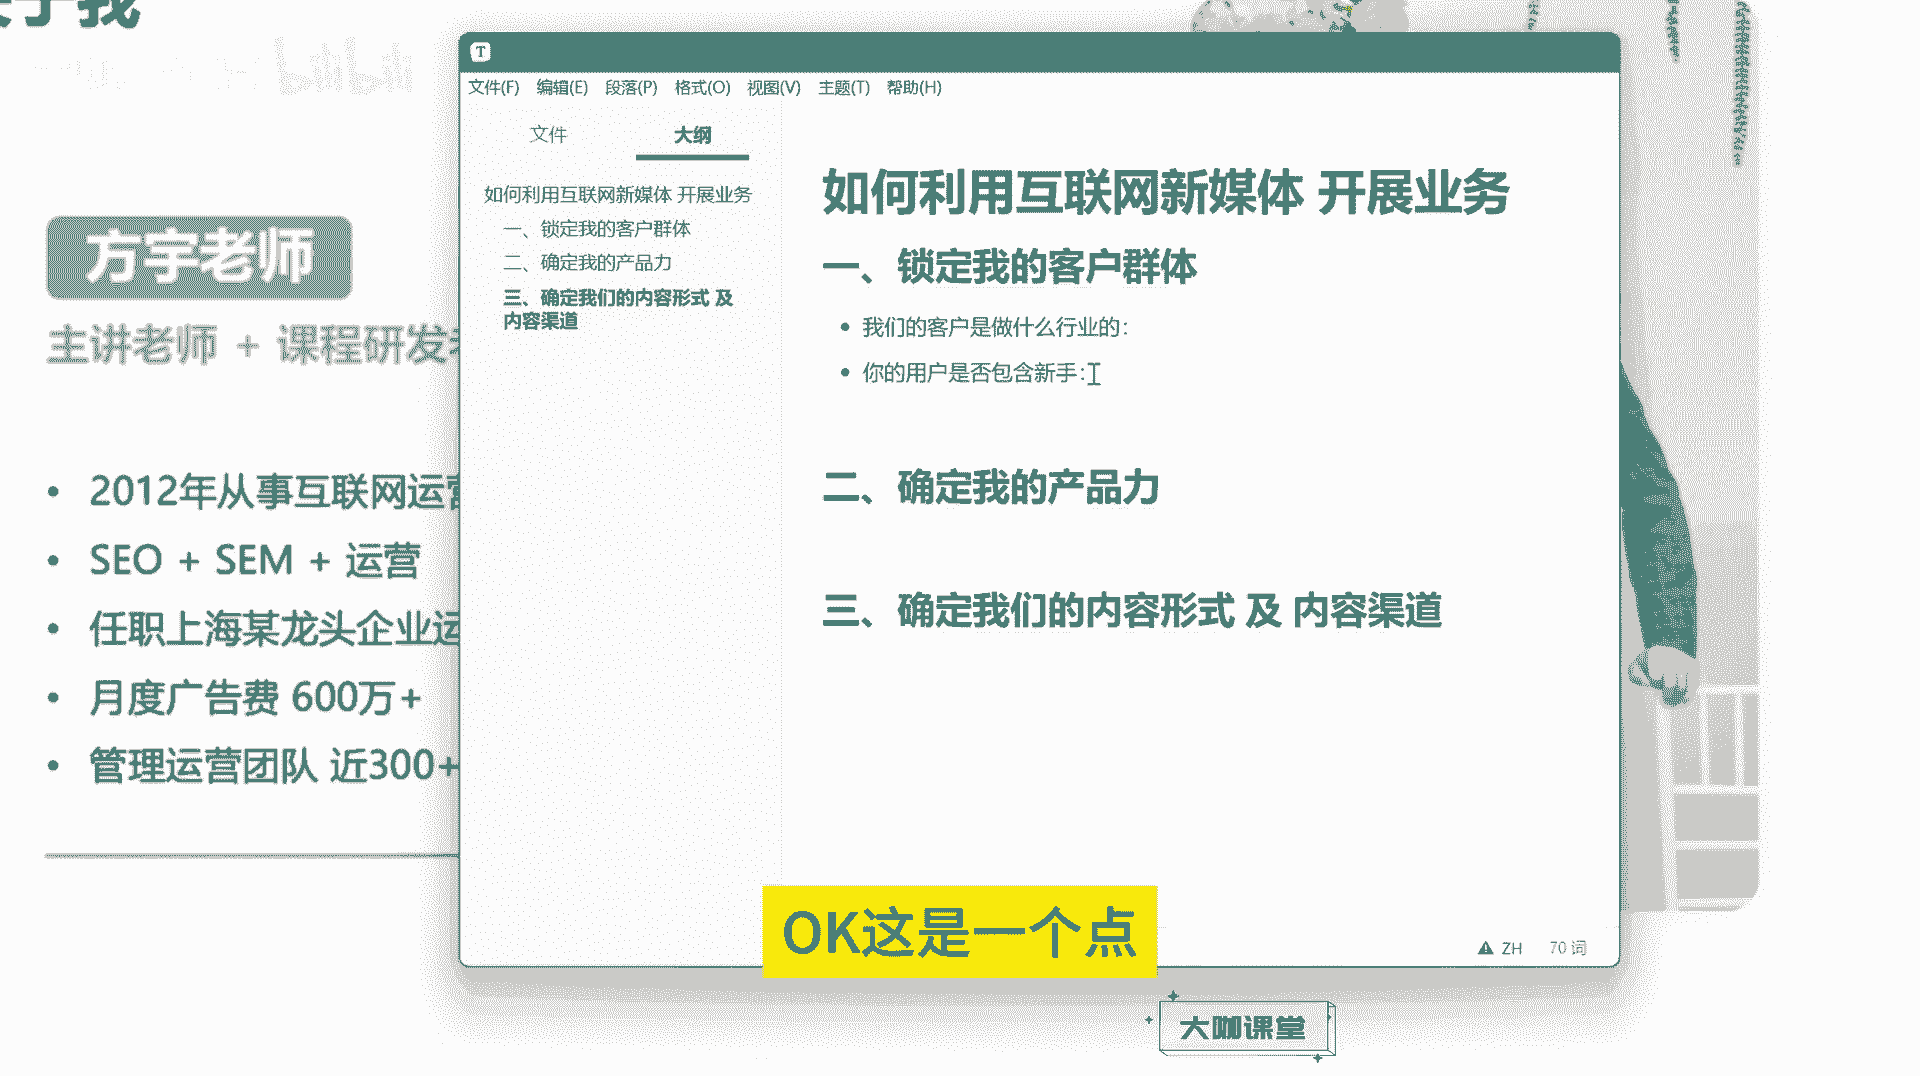 于我
bilibili
方宇老师
主讲老师 + 课程研发
2012年从事互联网运营
SEO + SEM + 运营
任职上海某龙头企业运
月度广告费 600万+
管理运营团队 近300+
T
文件(F) 编辑(E) 段落(P) 格式(O) 视图(V) 主题(T) 帮助(H)
文件 大纲
如何利用互联网新媒体 开展业务
一、锁定我的客户群体
二、确定我的产品力
三、确定我们的内容形式 及
内容渠道
如何利用互联网新媒体 开展业务
一、锁定我的客户群体
我们的客户是做什么行业的：
你的用户是否包含新手：
二、确定我的产品力
三、确定我们的内容形式 及 内容渠道
ZH 70 词
OK这是一个点
大咖课堂